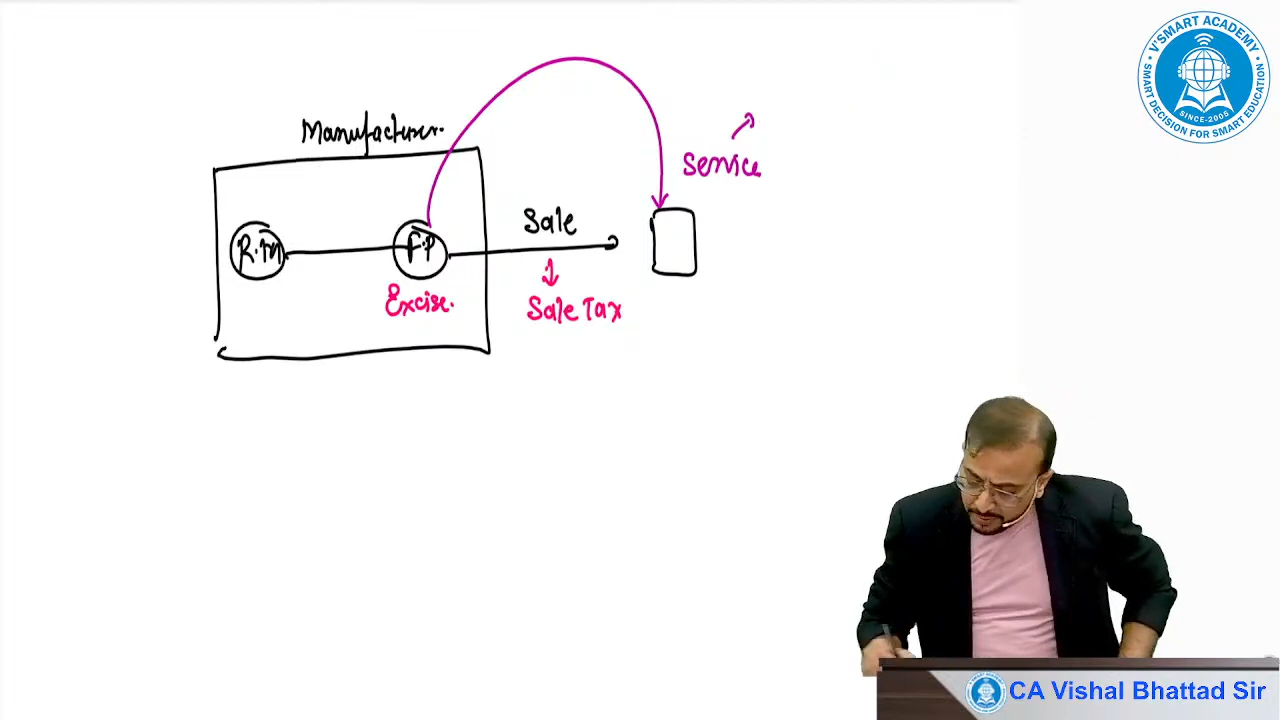 V'SMART ACADEMY
SMART DECISION FOR SMART EDUCATION
SINCE-2005
Manufacturer.
Service
R.M
F.P
Sale
Excise.
Sale Tax
CA Vishal Bhattad Sir